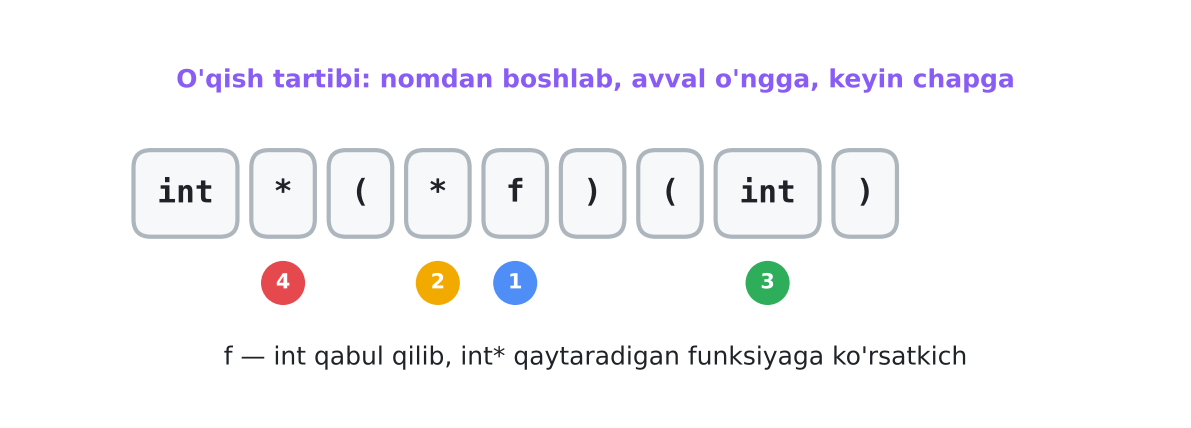 O'qish tartibi: nomdan boshlab, avval o'ngga, keyin chapga
int * ( * f ) ( int )
4 2 1 3
f — int qabul qilib, int* qaytaradigan funksiyaga ko'rsatkich